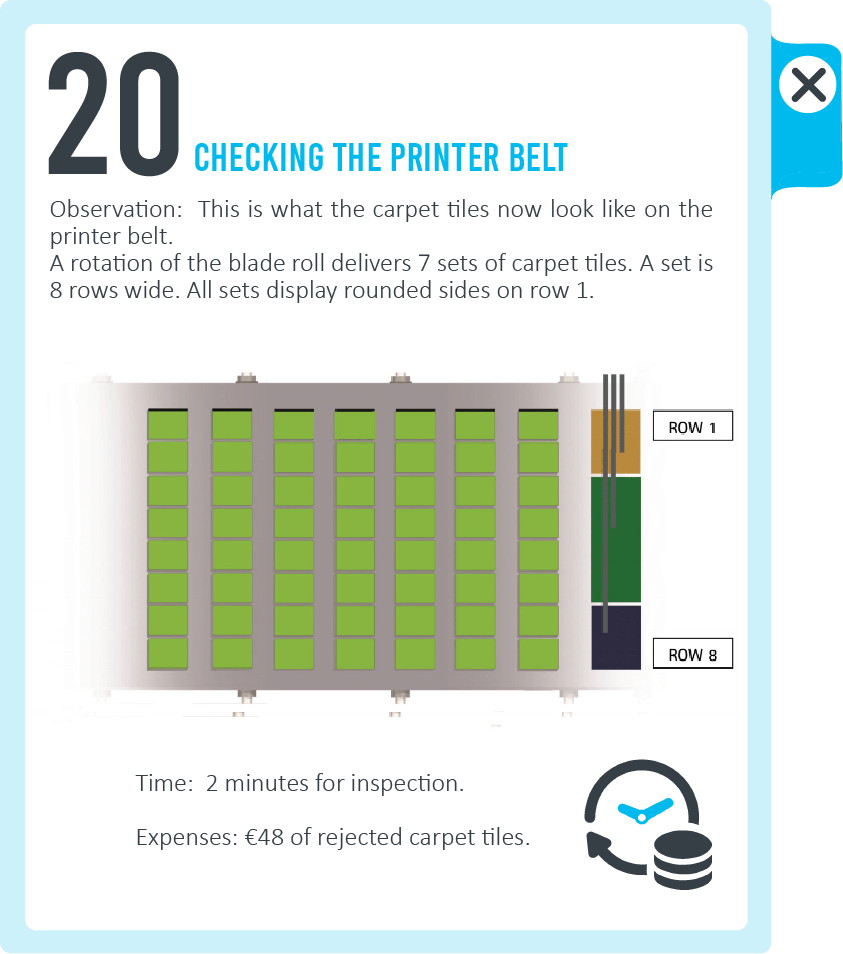 20
CHECKING THE PRINTER BELT
Observation: This is what the carpet tiles now look like on the
printer belt.
A rotation of the blade roll delivers 7 sets of carpet tiles. A set is
8 rows wide. All sets display rounded sides on row 1.
ROW 1
ROW 8
Time: 2 minutes for inspection.
Expenses: €48 of rejected carpet tiles.